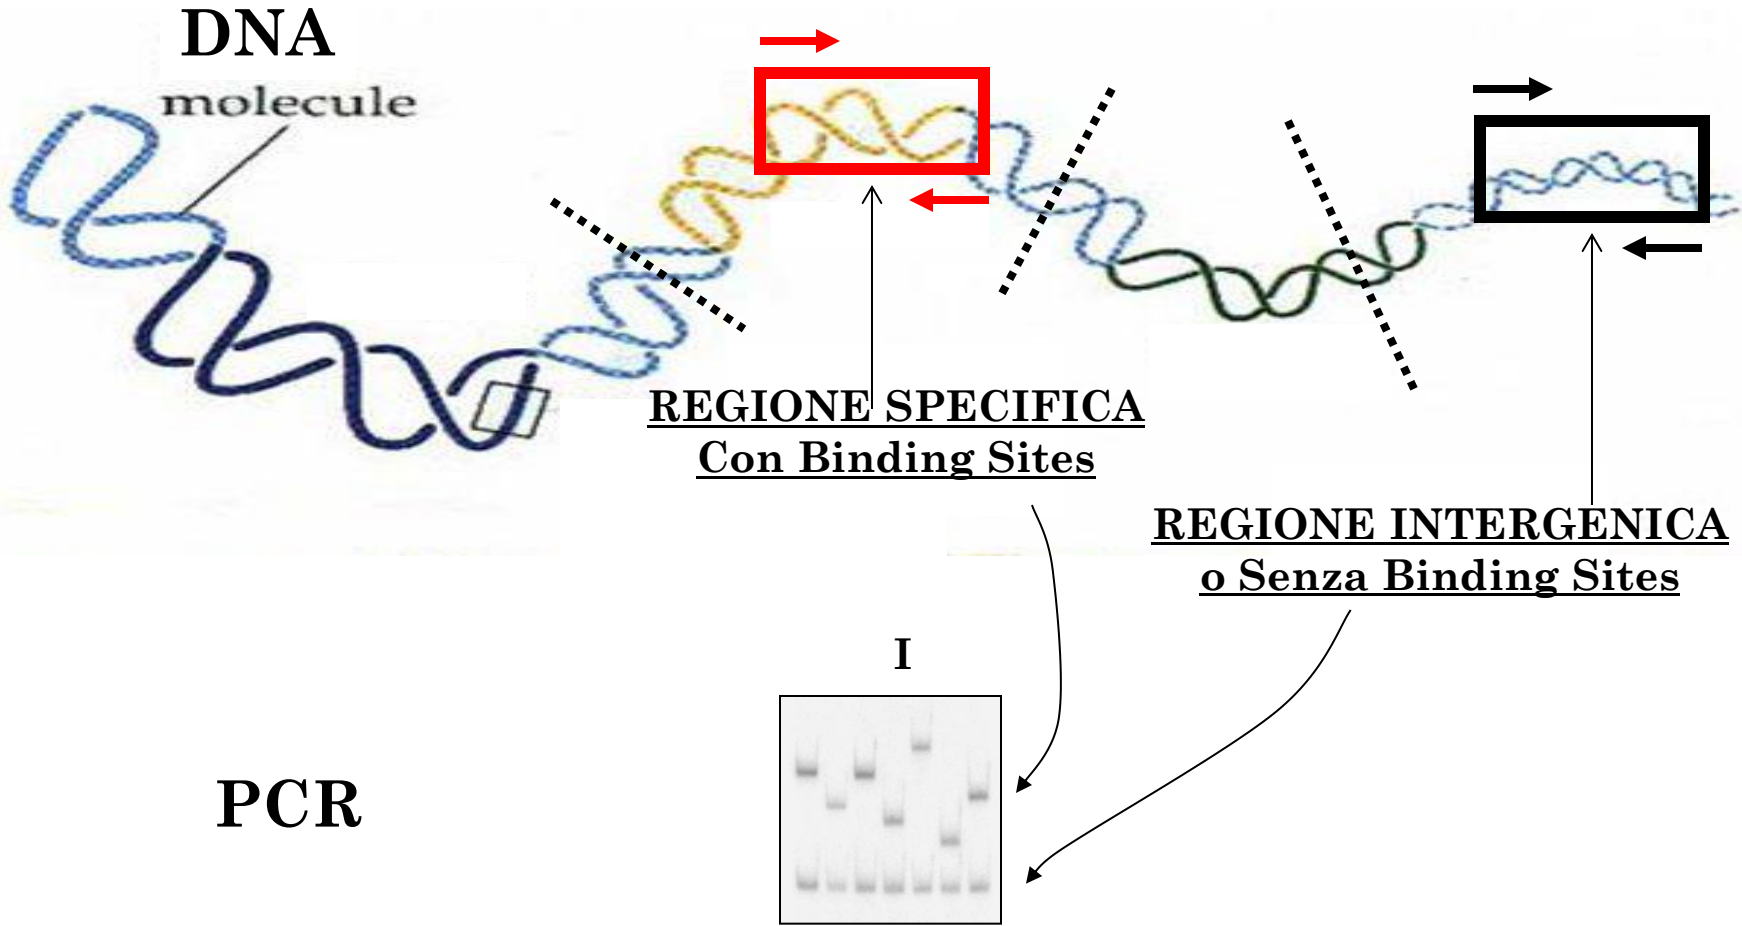 DNA
molecule
REGIONE SPECIFICA
Con Binding Sites
REGIONE INTERGENICA
o Senza Binding Sites
I
PCR